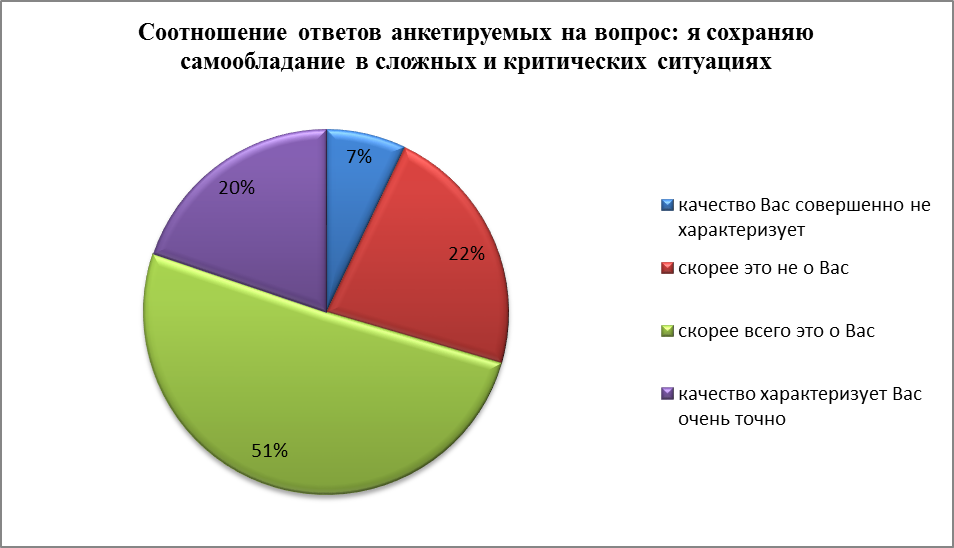 Соотношение ответов анкетируемых на вопрос: я сохраняю
самообладание в сложных и критических ситуациях
7%
20%
22%
51%
качество Вас совершенно не
характеризует
скорее это не о Вас
скорее всего это о Вас
качество характеризует Вас
очень точно